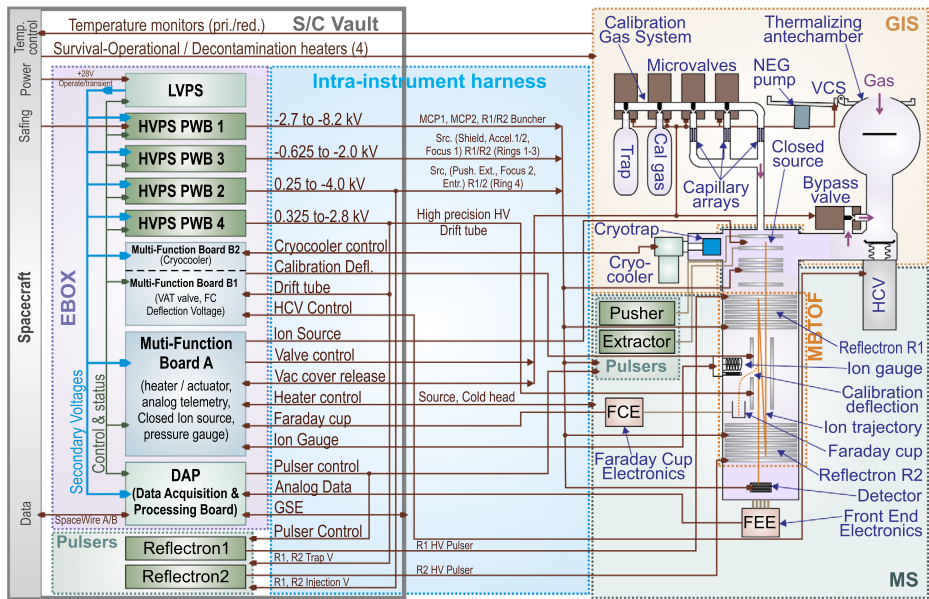 Temp. control
Temperature monitors (pri./red.)
S/C Vault
Survival-Operational / Decontamination heaters (4)
Power
+28V
Operate/Transient
Safing
Spacecraft
Data
SpaceWire A/B
EBOX
Secondary Voltages
Control & status
LVPS
HVPS PWB 1
HVPS PWB 3
HVPS PWB 2
HVPS PWB 4
Multi-Function Board B2
(Cryocooler)
Multi-Function Board B1
(VAT valve, FC
Deflection Voltage)
Muti-Function
Board A
(heater / actuator,
analog telemetry,
Closed Ion source,
pressure gauge)
DAP
(Data Acquisition &
Processing Board)
Pulsers
Reflectron1
Reflectron2
Intra-instrument harness
-2.7 to -8.2 kV
MCP1, MCP2, R1/R2 Buncher
-0.625 to -2.0 kV
Src. (Shield, Accel.1/2,
Focus 1) R1/R2 (Rings 1-3)
0.25 to -4.0 kV
Src, (Push. Ext., Focus 2,
Entr.) R1/2 (Ring 4)
0.325 to-2.8 kV
High precision HV
Drift tube
Cryocooler control
Calibration Defl.
Drift tube
HCV Control
Ion Source
Valve control
Vac cover release
Heater control
Source, Cold head
Faraday cup
Ion Gauge
Pulser control
Analog Data
GSE
Pulser Control
R1 HV Pulser
R1, R2 Trap V
R2 HV Pulser
R1, R2 Injection V
GIS
Calibration
Gas System
Thermalizing
antechamber
Microvalves
NEG
pump
VCS
Gas
Trap
Cal gas
Capillary
arrays
Closed
source
Bypass
valve
Cryotrap
Cryo-
cooler
HCV
MBTOF
Pusher
Extractor
Pulsers
FCE
Faraday Cup
Electronics
Reflectron R1
Ion gauge
Calibration
deflection
Ion trajectory
Faraday cup
Reflectron R2
Detector
FEE
Front End
Electronics
MS